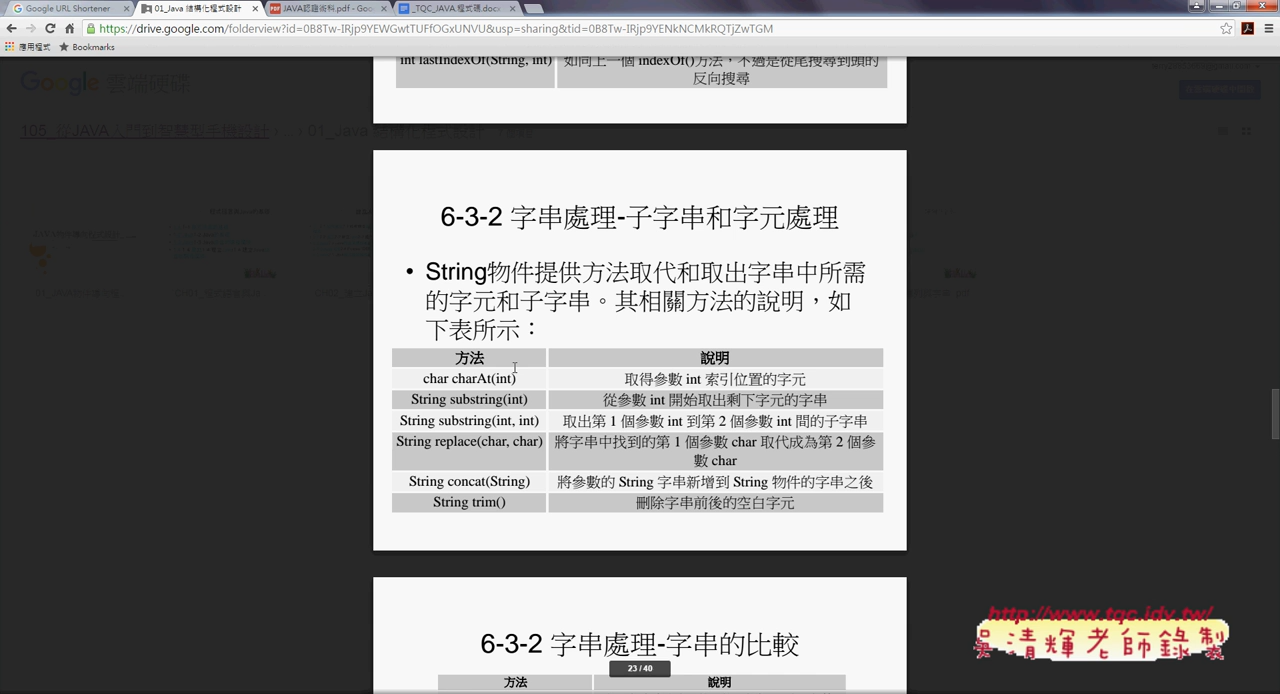 Google URL Shortener
01_Java 結構化程式設計
JAVA認證術科.pdf - Goo
_TQC_JAVA程式碼.docx
https://drive.google.com/folderview?id=0B8Tw-IRjp9YEWGwtTUFfOGxUNVU&usp=sharing&tid=0B8Tw-IRjp9YENkNCMkRQTjZwTGM
應用程式
Bookmarks
Google 雲端硬碟
int lastIndexOf(String, int)
如同上一個 indexOf()方法，不過是從尾搜尋到頭的
反向搜尋
6-3-2 字串處理-子字串和字元處理
• String物件提供方法取代和取出字串中所需
的字元和子字串。其相關方法的說明，如
下表所示：
方法 說明
char charAt(int) 取得參數 int 索引位置的字元
String substring(int) 從參數 int 開始取出剩下字元的字串
String substring(int, int) 取出第 1 個參數 int 到第 2 個參數 int 間的子字串
String replace(char, char) 將字串中找到的第 1 個參數 char 取代成為第 2 個參
數 char
String concat(String) 將參數的 String 字串新增到 String 物件的字串之後
String trim() 刪除字串前後的空白字元
6-3-2 字串處理-字串的比較
23 / 40
方法 說明
http://www.tqc.idv.tw/
吳清輝老師錄製